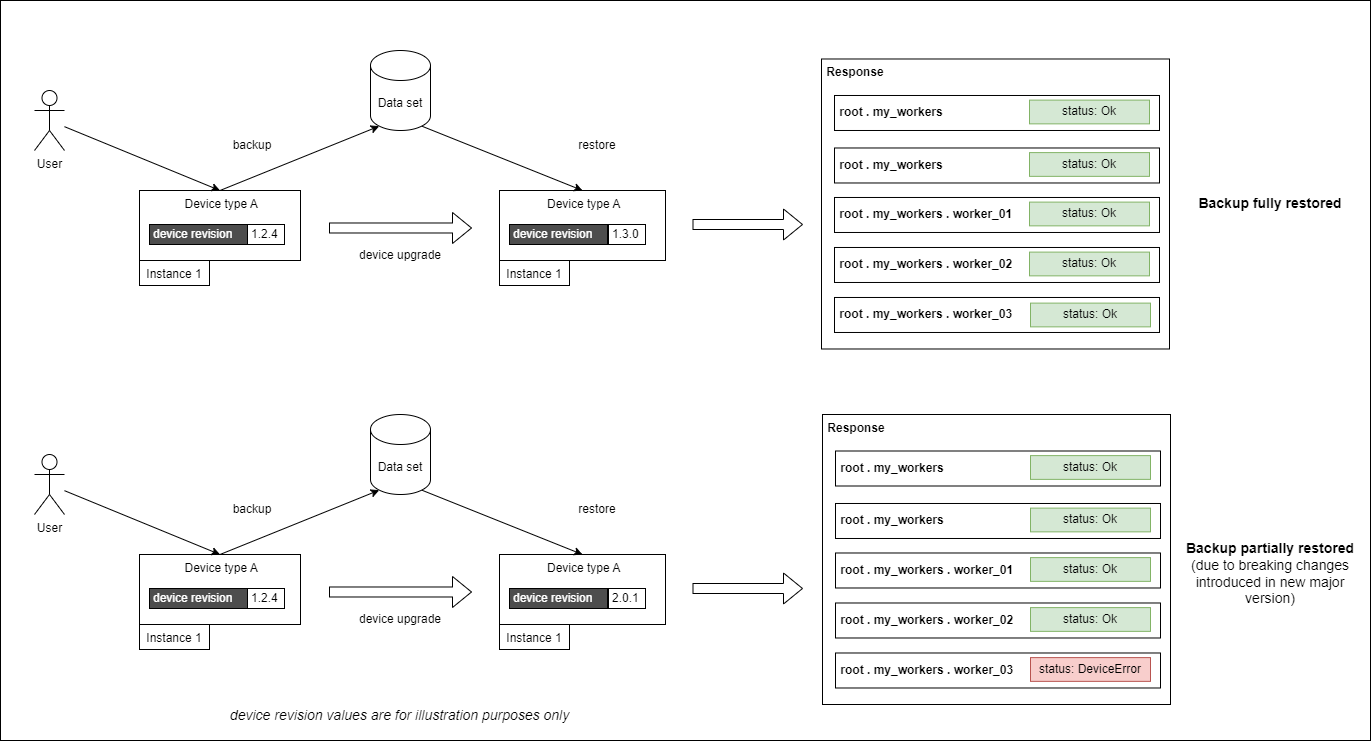 User
backup
Data set
restore
Device type A
device revision 1.2.4
Instance 1
device upgrade
Device type A
device revision 1.3.0
Instance 1
Response
root . my_workers status: Ok
root . my_workers status: Ok
root . my_workers . worker_01 status: Ok
root . my_workers . worker_02 status: Ok
root . my_workers . worker_03 status: Ok
Backup fully restored
User
backup
Data set
restore
Device type A
device revision 1.2.4
Instance 1
device upgrade
Device type A
device revision 2.0.1
Instance 1
Response
root . my_workers status: Ok
root . my_workers status: Ok
root . my_workers . worker_01 status: Ok
root . my_workers . worker_02 status: Ok
root . my_workers . worker_03 status: DeviceError
Backup partially restored
(due to breaking changes
introduced in new major
version)
device revision values are for illustration purposes only